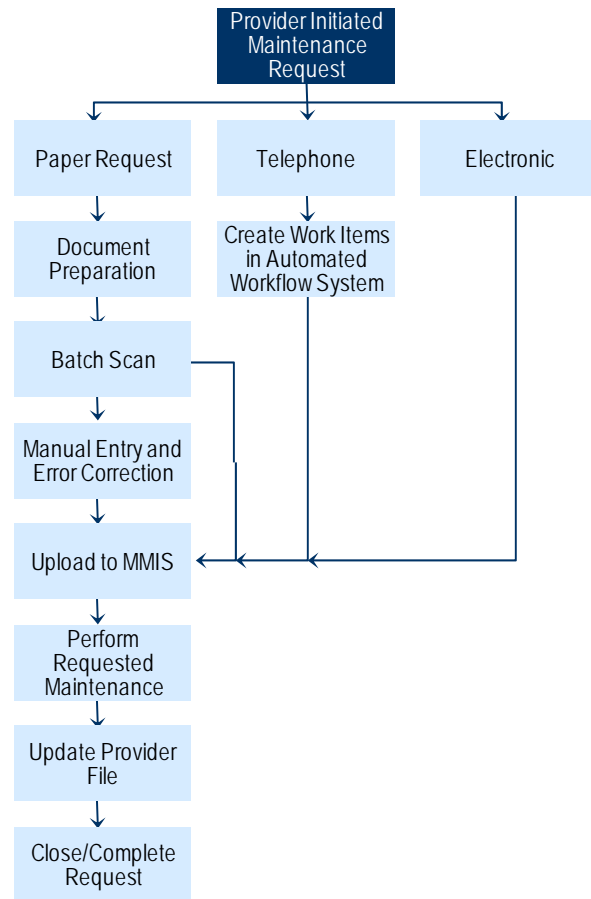 Provider Initiated
Maintenance
Request
Paper Request
Telephone
Electronic
Document
Preparation
Create Work Items
in Automated
Workflow System
Batch Scan
Manual Entry and
Error Correction
Upload to MMIS
Perform
Requested
Maintenance
Update Provider
File
Close/Complete
Request